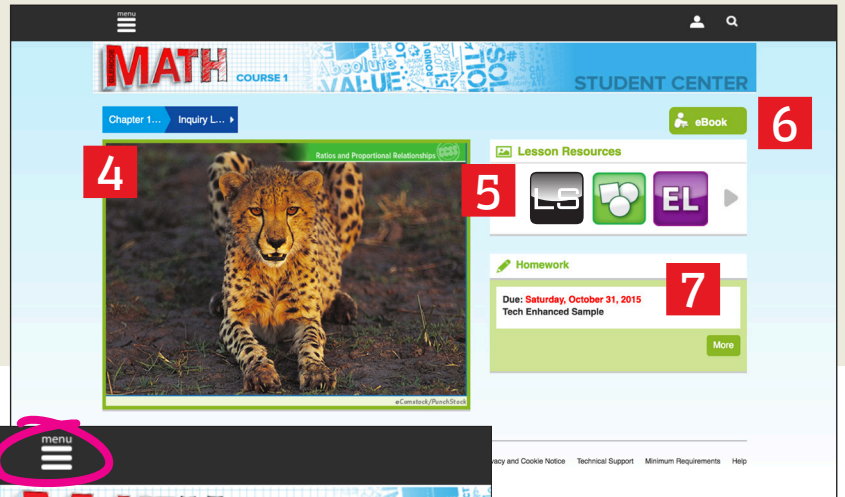 menu
MATH COURSE 1
Absolute
VALUE
STUDENT CENTER
Chapter 1...
Inquiry L...
eBook
6
4
Ratios and Proportional Relationships
CCSS
Lesson Resources
5
LS
EL
Homework
7
Due: Saturday, October 31, 2015
Tech Enhanced Sample
More
©Comstock/PunchStock
menu
vacy and Cookie Notice
Technical Support
Minimum Requirements
Help